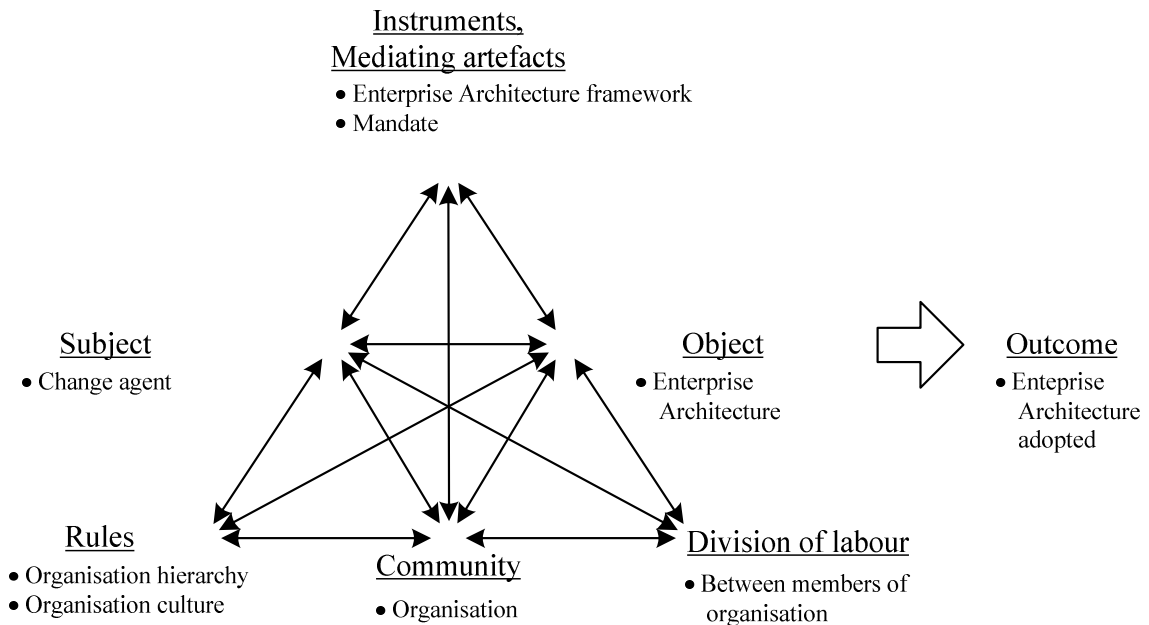 Instruments,
Mediating artefacts
• Enterprise Architecture framework
• Mandate
Subject
• Change agent
Object
• Enterprise
Architecture
Outcome
• Enteprise
Architecture
adopted
Rules
• Organisation hierarchy
• Organisation culture
Community
• Organisation
Division of labour
• Between members of
organisation